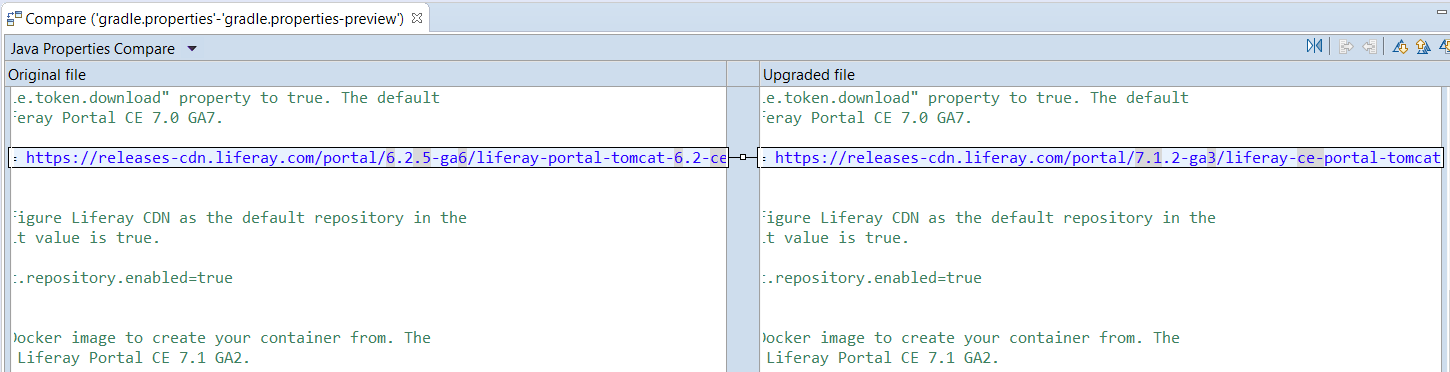 Compare ('gradle.properties'-'gradle.properties-preview')
Java Properties Compare
Original file
e.token.download" property to true. The default
feray Portal CE 7.0 GA7.
= https://releases-cdn.liferay.com/portal/6.2.5-ga6/liferay-portal-tomcat-6.2-ce
figure Liferay CDN as the default repository in the
t value is true.
.repository.enabled=true
Docker image to create your container from. The
Liferay Portal CE 7.1 GA2.
Upgraded file
e.token.download" property to true. The default
feray Portal CE 7.0 GA7.
= https://releases-cdn.liferay.com/portal/7.1.2-ga3/liferay-ce-portal-tomcat
figure Liferay CDN as the default repository in the
t value is true.
.repository.enabled=true
Docker image to create your container from. The
Liferay Portal CE 7.1 GA2.